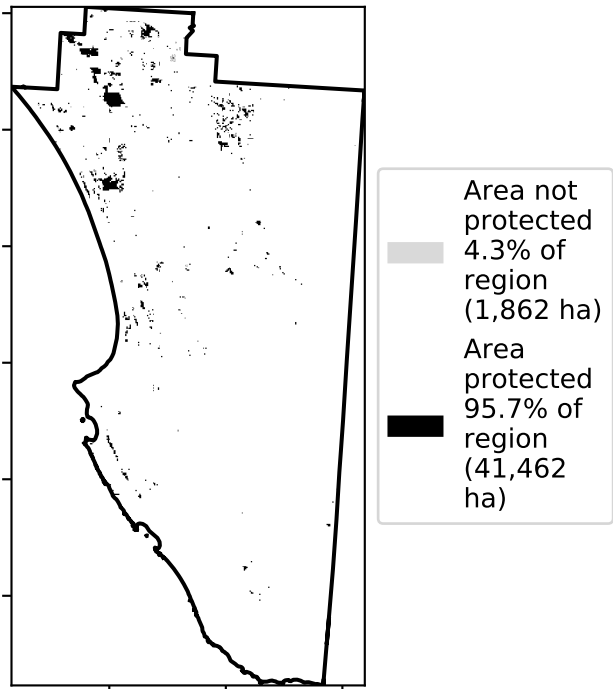 Area not
protected
4.3% of
region
(1,862 ha)
Area
protected
95.7% of
region
(41,462
ha)